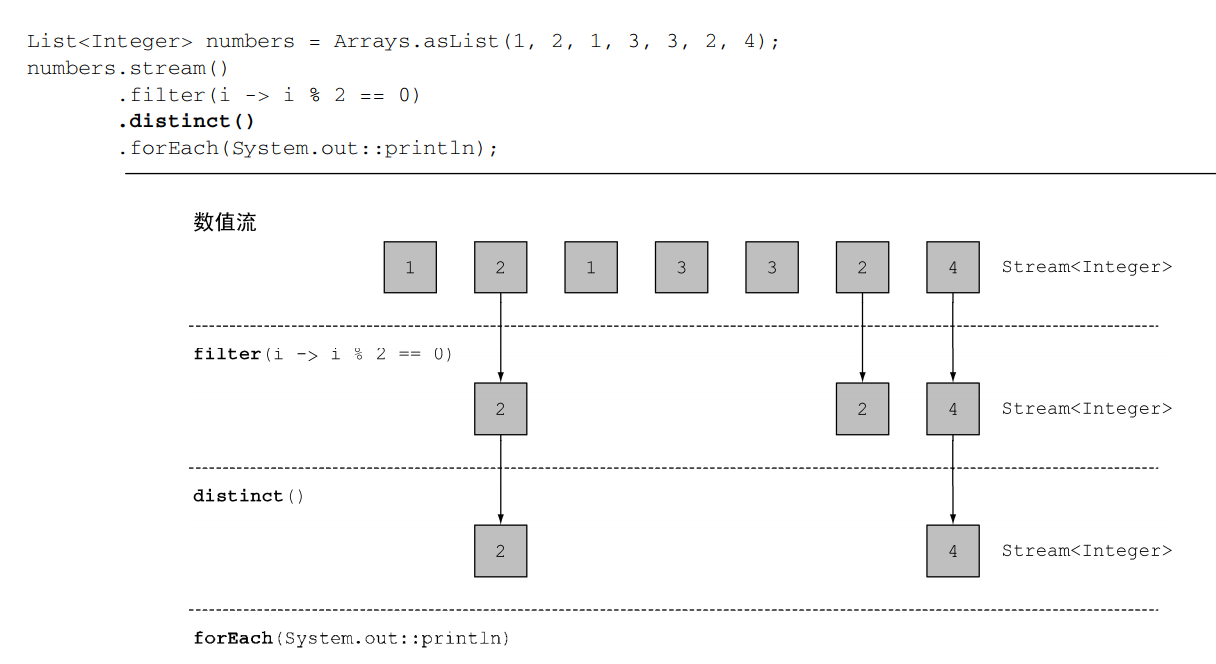 List<Integer> numbers = Arrays.asList(1, 2, 1, 3, 3, 2, 4);
numbers.stream()
.filter(i -> i % 2 == 0)
.distinct()
.forEach(System.out::println);
数值流
1 2 1 3 3 2 4 Stream<Integer>
filter(i -> i % 2 == 0)
2 2 4 Stream<Integer>
distinct()
2 4 Stream<Integer>
forEach(System.out::println)